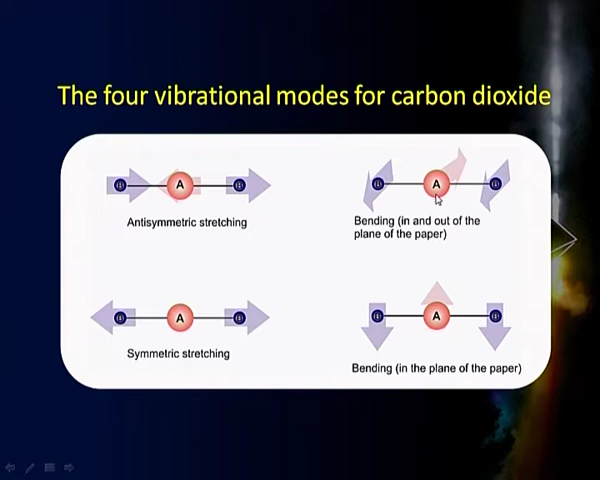 The four vibrational modes for carbon dioxide
B A B
Antisymmetric stretching
B A B
Bending (in and out of the
plane of the paper)
B A B
Symmetric stretching
B A B
Bending (in the plane of the paper)